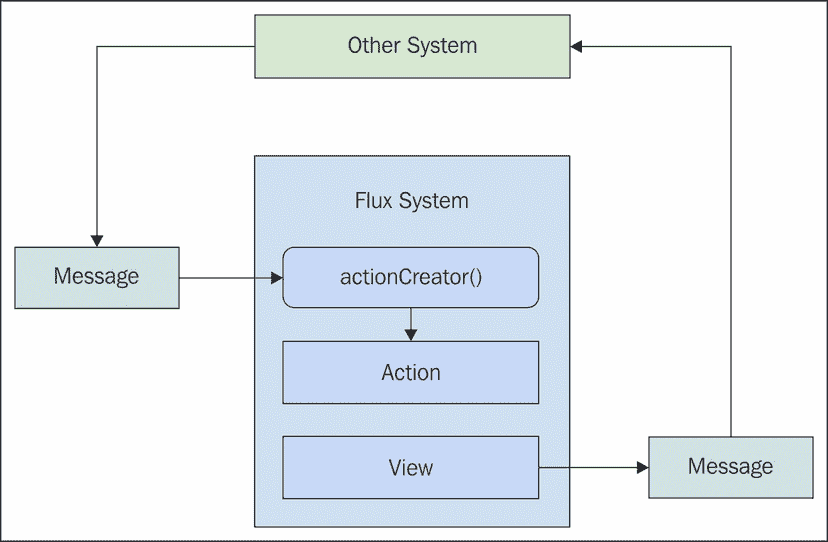 Other System
Flux System
Message
actionCreator()
Action
View
Message